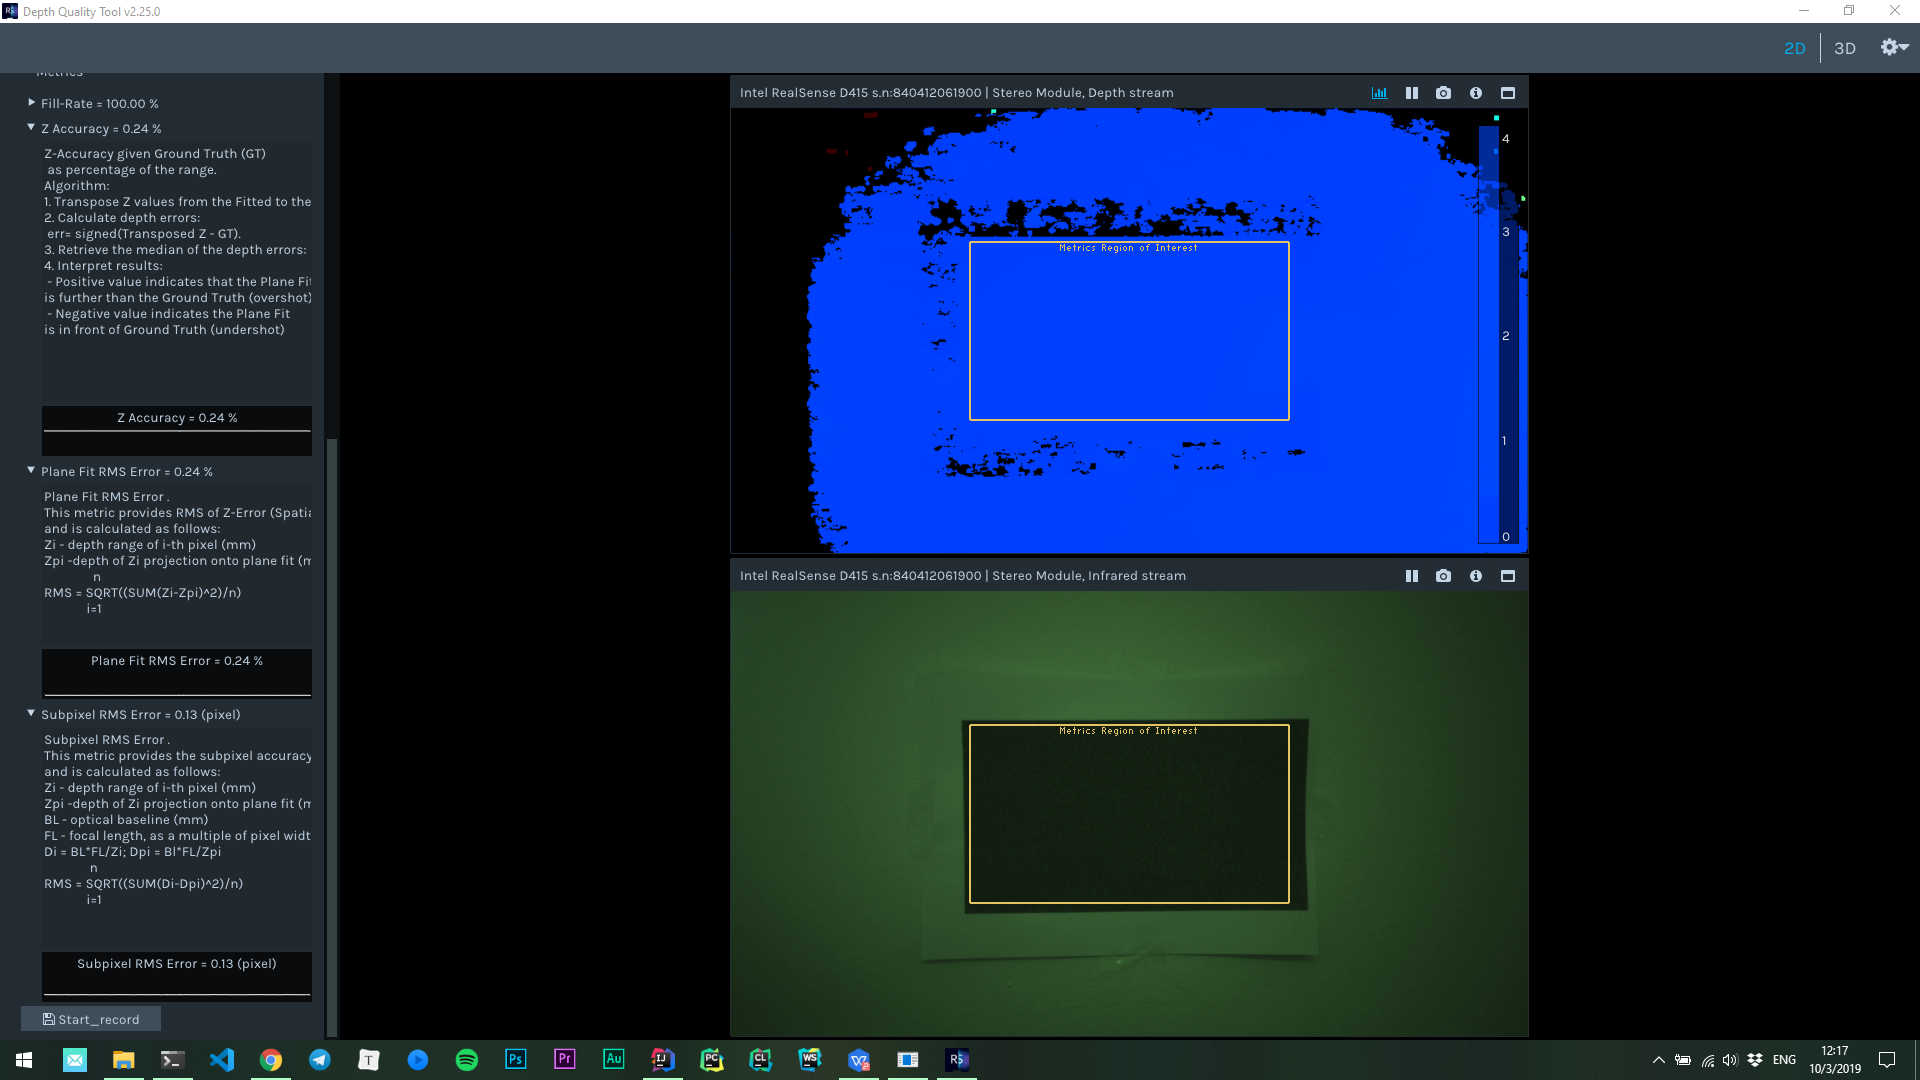 Depth Quality Tool v2.25.0
2D
3D
Metrics
Fill-Rate = 100.00 %
Z Accuracy = 0.24 %
Z-Accuracy given Ground Truth (GT)
as percentage of the range.
Algorithm:
1. Transpose Z values from the Fitted to the
2. Calculate depth errors:
err= signed(Transposed Z - GT).
3. Retrieve the median of the depth errors:
4. Interpret results:
- Positive value indicates that the Plane Fit
is further than the Ground Truth (overshot)
- Negative value indicates the Plane Fit
is in front of Ground Truth (undershot)
Z Accuracy = 0.24 %
Plane Fit RMS Error = 0.24 %
Plane Fit RMS Error .
This metric provides RMS of Z-Error (Spatia
and is calculated as follows:
Zi - depth range of i-th pixel (mm)
Zpi -depth of Zi projection onto plane fit (m
n
RMS = SQRT((SUM(Zi-Zpi)^2)/n)
i=1
Plane Fit RMS Error = 0.24 %
Subpixel RMS Error = 0.13 (pixel)
Subpixel RMS Error .
This metric provides the subpixel accuracy
and is calculated as follows:
Zi - depth range of i-th pixel (mm)
Zpi -depth of Zi projection onto plane fit (m
BL - optical baseline (mm)
FL - focal length, as a multiple of pixel widt
Di = BL*FL/Zi; Dpi = Bl*FL/Zpi
n
RMS = SQRT((SUM(Di-Dpi)^2)/n)
i=1
Subpixel RMS Error = 0.13 (pixel)
Start_record
Intel RealSense D415 s.n:840412061900 | Stereo Module, Depth stream
Metrics Region of Interest
4
3
2
1
0
Intel RealSense D415 s.n:840412061900 | Stereo Module, Infrared stream
Metrics Region of Interest
T
Ps
Pr
Au
IJ
PC
CL
WS
RS
ENG
12:17
10/3/2019